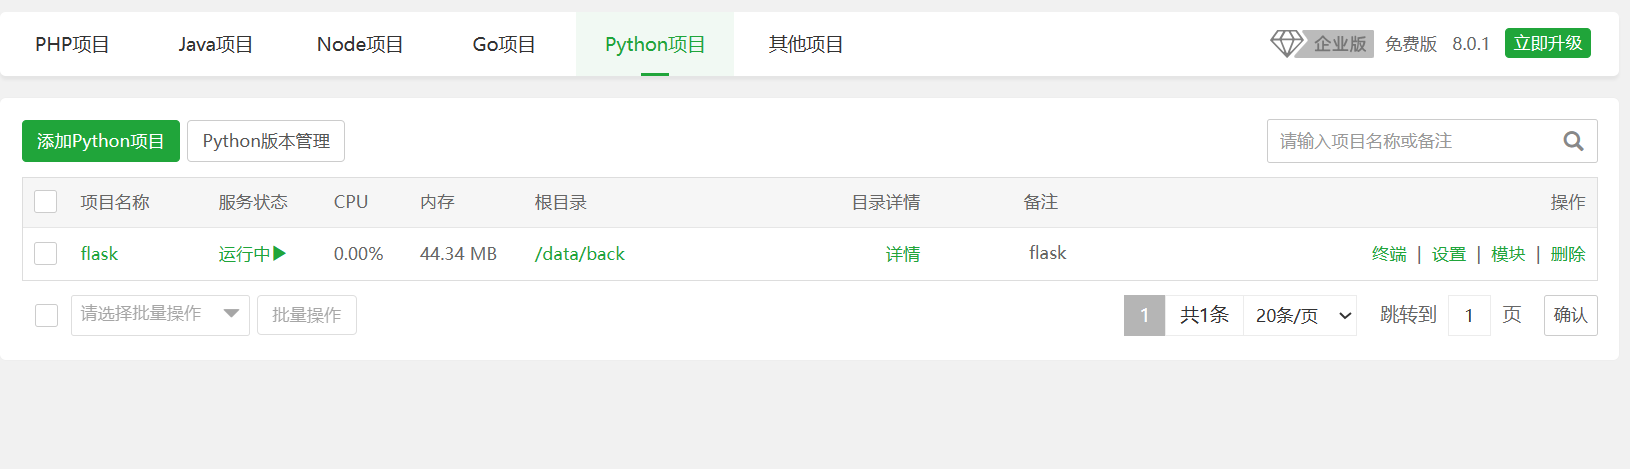 PHP项目 Java项目 Node项目 Go项目 Python项目 其他项目 企业版 免费版 8.0.1 立即升级
添加Python项目 Python版本管理 请输入项目名称或备注
项目名称 服务状态 CPU 内存 根目录 目录详情 备注 操作
flask 运行中 0.00% 44.34 MB /data/back 详情 flask 终端 | 设置 | 模块 | 删除
请选择批量操作 批量操作 1 共1条 20条/页 跳转到 1 页 确认